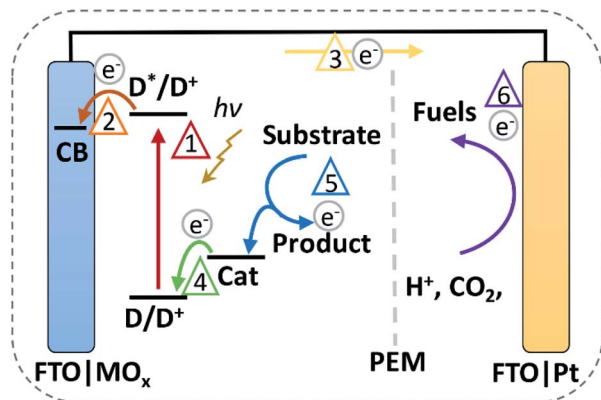 3 e⁻
e⁻
D*/D⁺
2
CB
1
hν
Substrate
5
e⁻
Product
e⁻
4
Cat
D/D⁺
FTO|MOₓ
PEM
6
Fuels
e⁻
H⁺, CO₂,
FTO|Pt